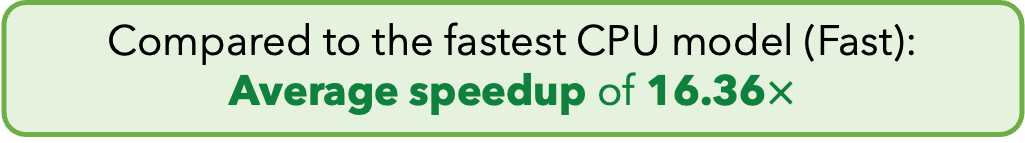 Compared to the fastest CPU model (Fast):
Average speedup of 16.36×